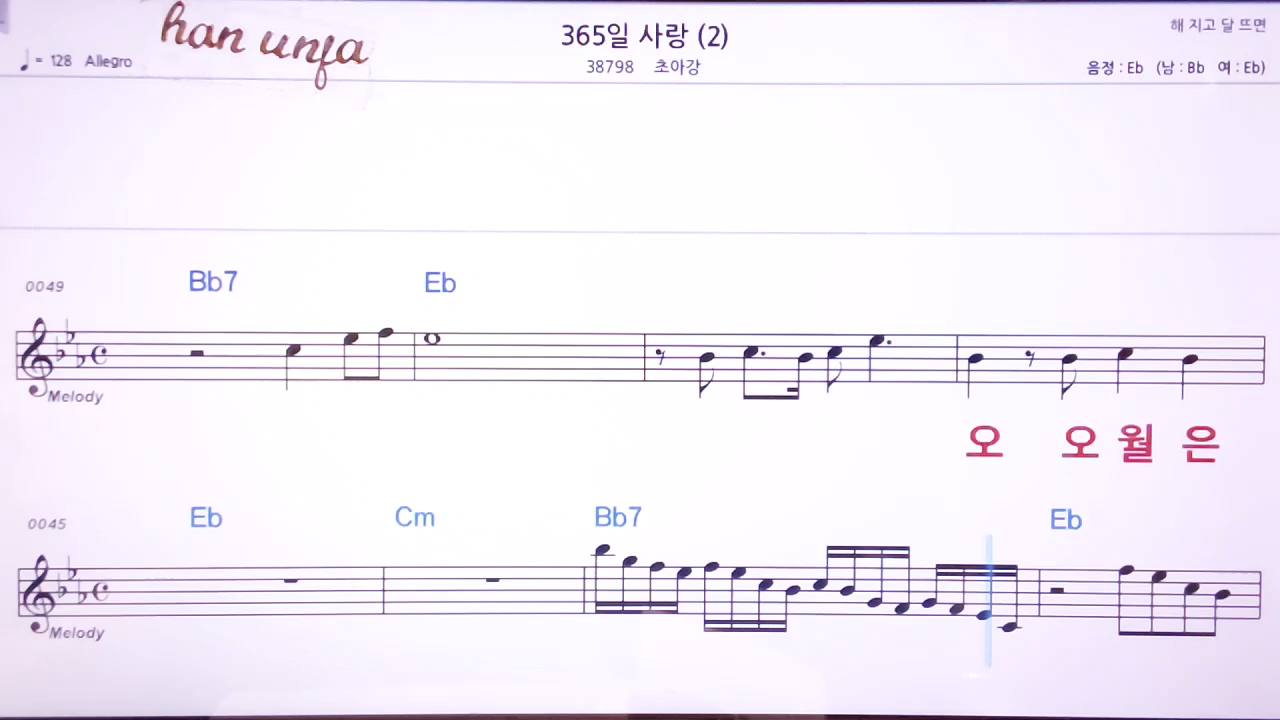 han unfa
365일 사랑 (2)
해 지고 달 뜨면
♩ = 128 Allegro
38798 초아강
음정 : Eb (남 : Bb 여 : Eb)
0049 Bb7 Eb
Melody
오 오 월 은
0045 Eb Cm Bb7 Eb
Melody